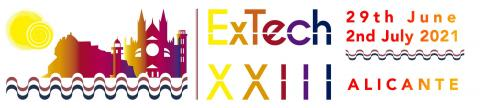 ExTech
XXIII
29th June
2nd July 2021
ALICANTE